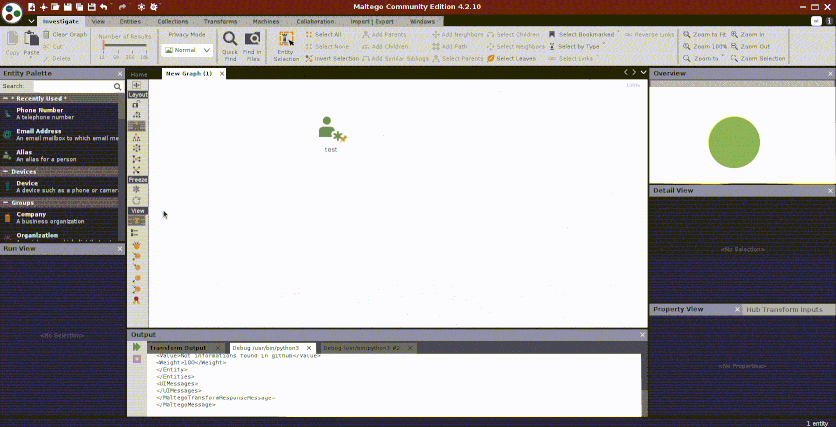 Maltego Community Edition 4.2.10
Investigate View Entities Collections Transforms Machines Collaboration Import | Export Windows
Copy Paste Clear Graph Cut Delete
Number of Results
Privacy Mode
Normal
Quick Find Find in Files
Entity Selection
Select All Select None Invert Selection
Add Parents Add Children Add Similar Siblings
Add Neighbors Add Path Select Parents
Select Children Select Neighbors Select Leaves
Select Bookmarked Select by Type Select Links
Reverse Links
Zoom to Fit Zoom 100% Zoom to
Zoom In Zoom Out Zoom Selection
Entity Palette
Search:
Recently Used
Phone Number
A telephone number
Email Address
An email mailbox to which email me
Alias
An alias for a person
Devices
Device
A device such as a phone or camer
Groups
Company
A business organization
Organization
Run View
<No Selection>
Home New Graph (1)
Layout
Freeze
View
test
Overview
Detail View
<No Selection>
Property View Hub Transform Inputs
<No Properties>
Output
Transform Output Debug /usr/bin/python3 Debug /usr/bin/python3 #2
<Value>Not informations found in github</Value>
<Weight>100</Weight>
</Entity>
</Entities>
<UIMessages>
</UIMessages>
</MaltegoTransformResponseMessage>
</MaltegoMessage>
1 entity